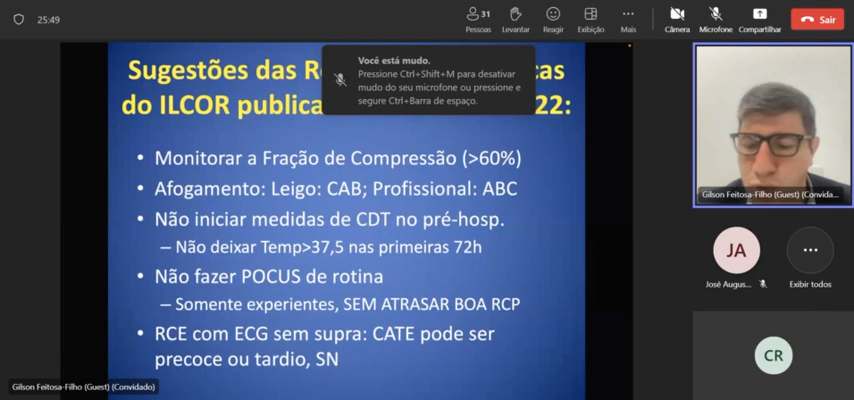 25:49
31
Pessoas
Levantar
Reagir
Exibição
Mais
Câmera
Microfone
Compartilhar
Sair
Você está mudo.
Pressione Ctrl+Shift+M para desativar
mudo do seu microfone ou pressione e
segure Ctrl+Barra de espaço.
Sugestões das R cas
do ILCOR publica 22:
• Monitorar a Fração de Compressão (>60%)
• Afogamento: Leigo: CAB; Profissional: ABC
• Não iniciar medidas de CDT no pré-hosp.
– Não deixar Temp>37,5 nas primeiras 72h
• Não fazer POCUS de rotina
– Somente experientes, SEM ATRASAR BOA RCP
• RCE com ECG sem supra: CATE pode ser
precoce ou tardio, SN
Gilson Feitosa-Filho (Guest) (Convidado)
Gilson Feitosa-Filho (Guest) (Convida...
JA
José Augus...
Exibir todos
CR